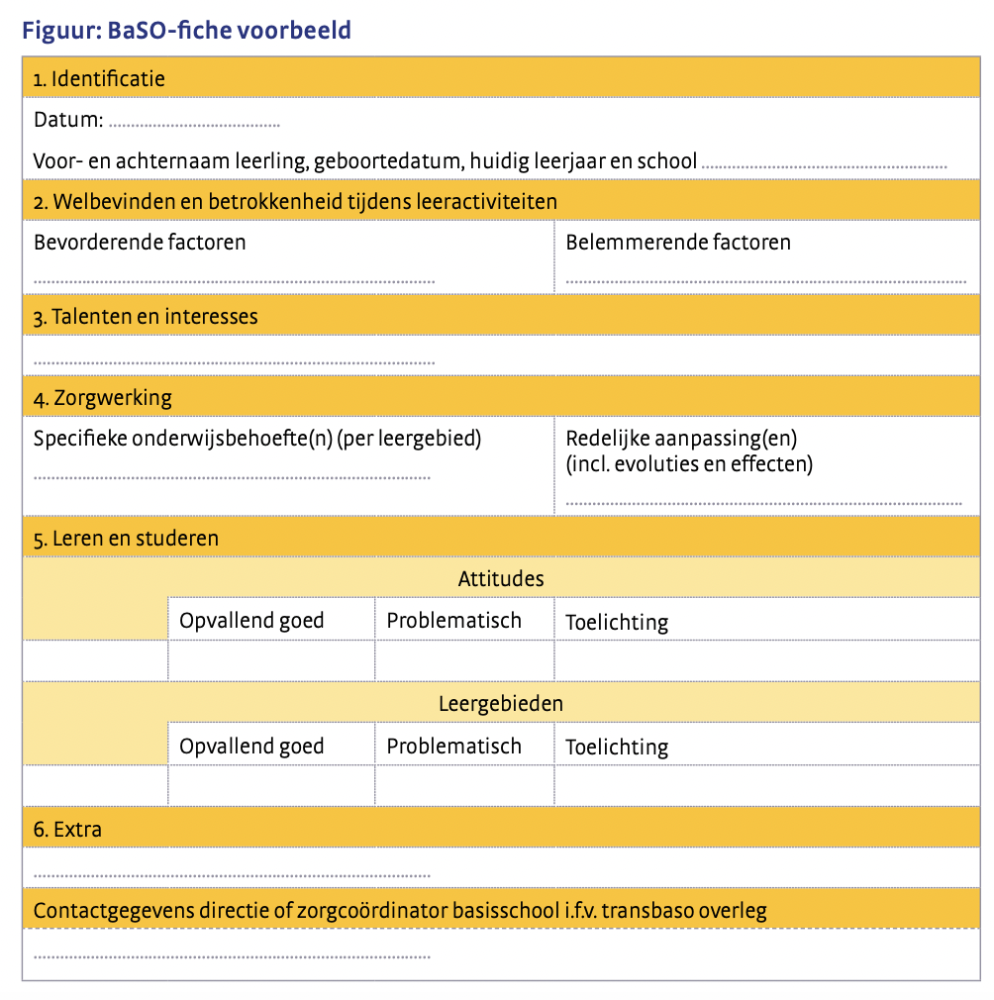 Figuur: BaSO-fiche voorbeeld
1. Identificatie
Datum: ......................................
Voor- en achternaam leerling, geboortedatum, huidig leerjaar en school ......................................................
2. Welbevinden en betrokkenheid tijdens leeractiviteiten
Bevorderende factoren
Belemmerende factoren
..........................................................................................
..........................................................................................
3. Talenten en interesses
..........................................................................................
4. Zorgwerking
Specifieke onderwijsbehoefte(n) (per leergebied)
Redelijke aanpassing(en)
(incl. evoluties en effecten)
.........................................................................................
.........................................................................................
5. Leren en studeren
Attitudes
Opvallend goed
Problematisch
Toelichting
Leergebieden
Opvallend goed
Problematisch
Toelichting
6. Extra
.........................................................................................
Contactgegevens directie of zorgcoördinator basisschool i.f.v. transbaso overleg
.........................................................................................